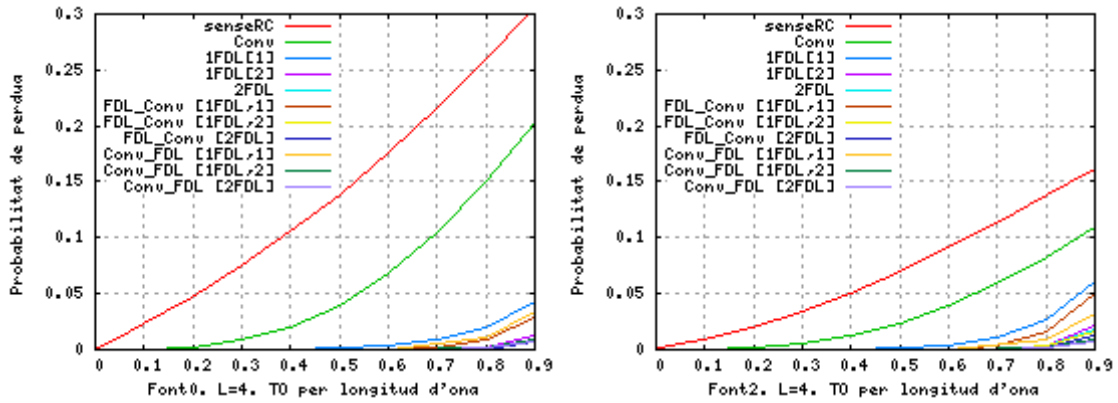 Probabilitat de perdua
0.3
0.25
0.2
0.15
0.1
0.05
0
senseRC
Conv
1FDL[1]
1FDL[2]
2FDL
FDL_Conv [1FDL,1]
FDL_Conv [1FDL,2]
FDL_Conv [2FDL]
Conv_FDL [1FDL,1]
Conv_FDL [1FDL,2]
Conv_FDL [2FDL]
0 0.1 0.2 0.3 0.4 0.5 0.6 0.7 0.8 0.9
Font0. L=4. TO per longitud d'ona
Probabilitat de perdua
0.3
0.25
0.2
0.15
0.1
0.05
0
senseRC
Conv
1FDL[1]
1FDL[2]
2FDL
FDL_Conv [1FDL,1]
FDL_Conv [1FDL,2]
FDL_Conv [2FDL]
Conv_FDL [1FDL,1]
Conv_FDL [1FDL,2]
Conv_FDL [2FDL]
0 0.1 0.2 0.3 0.4 0.5 0.6 0.7 0.8 0.9
Font2. L=4. TO per longitud d'ona